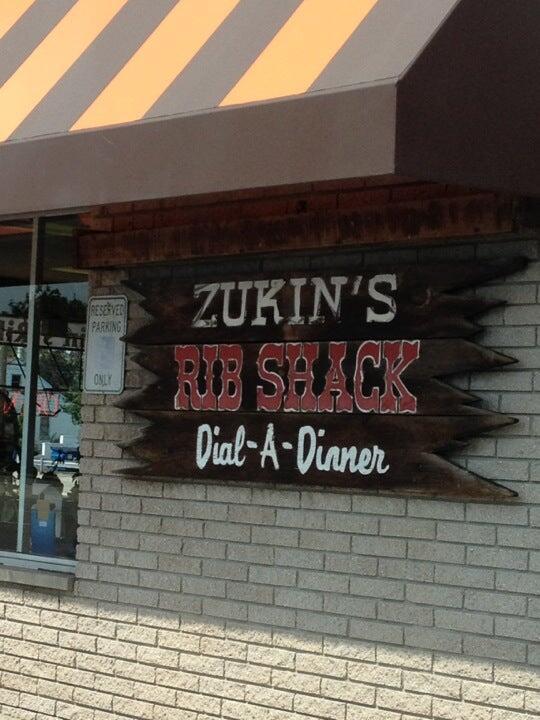 ZUKIN'S
RIB SHACK
Dial-A-Dinner
RESERVED
PARKING
ONLY